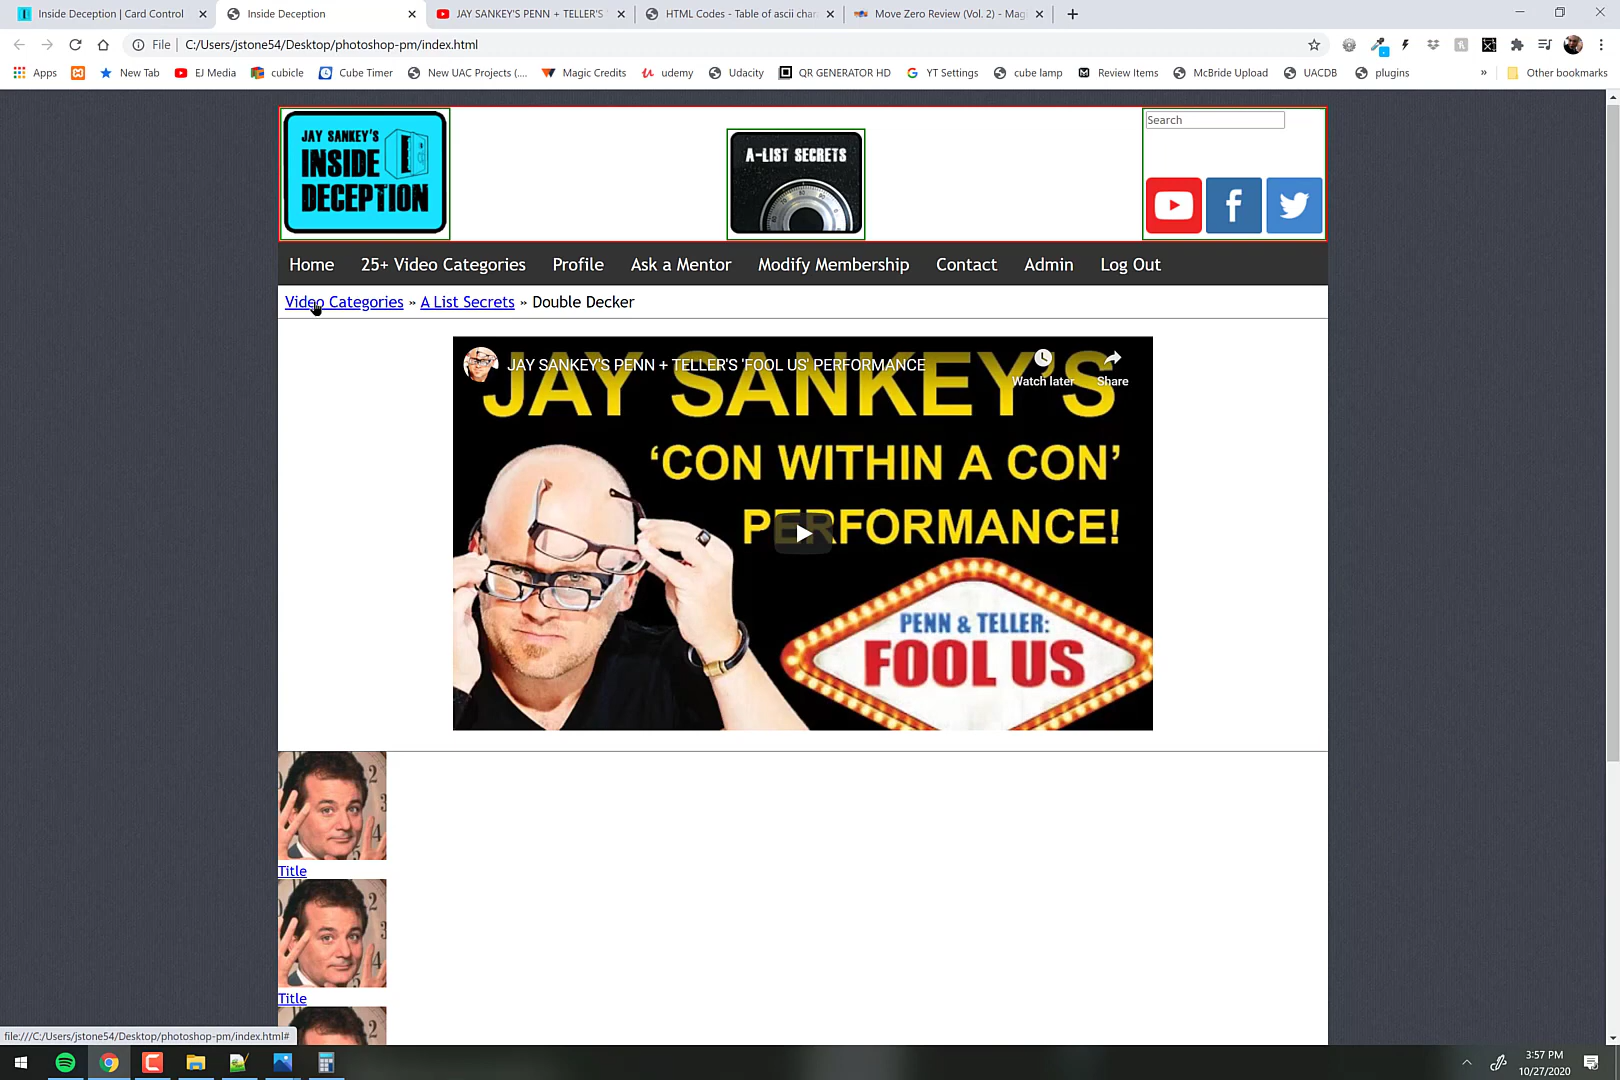 Inside Deception | Card Control
Inside Deception
JAY SANKEY'S PENN + TELLER'S '
HTML Codes - Table of ascii char
Move Zero Review (Vol. 2) - Mag
File
C:/Users/jstone54/Desktop/photoshop-pm/index.html
Apps
New Tab
EJ Media
cubicle
Cube Timer
New UAC Projects (....
Magic Credits
udemy
Udacity
QR GENERATOR HD
YT Settings
cube lamp
Review Items
McBride Upload
UACDB
plugins
»
Other bookmarks
JAY SANKEY'S
INSIDE
DECEPTION
A-LIST SECRETS
Search
Home
25+ Video Categories
Profile
Ask a Mentor
Modify Membership
Contact
Admin
Log Out
Video Categories » A List Secrets » Double Decker
JAY SANKEY'S PENN + TELLER'S 'FOOL US' PERFORMANCE
Watch later
Share
JAY SANKEY'S
‘CON WITHIN A CON’
PERFORMANCE!
PENN & TELLER:
FOOL US
Title
Title
file:///C:/Users/jstone54/Desktop/photoshop-pm/index.html#
3:57 PM
10/27/2020